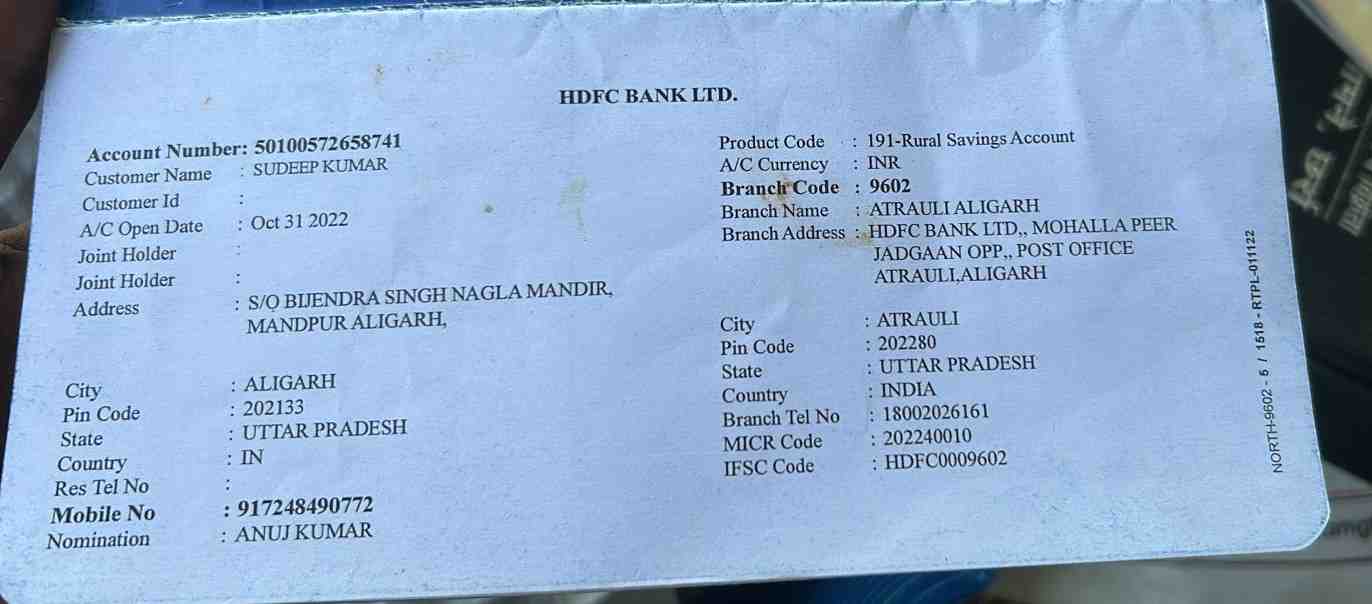 HDFC BANK LTD.
Account Number: 50100572658741
Customer Name : SUDEEP KUMAR
Customer Id :
A/C Open Date : Oct 31 2022
Joint Holder :
Joint Holder :
Address : S/O BIJENDRA SINGH NAGLA MANDIR,
MANDPUR ALIGARH,
City : ALIGARH
Pin Code : 202133
State : UTTAR PRADESH
Country : IN
Res Tel No :
Mobile No : 917248490772
Nomination : ANUJ KUMAR
Product Code : 191-Rural Savings Account
A/C Currency : INR
Branch Code : 9602
Branch Name : ATRAULI ALIGARH
Branch Address : HDFC BANK LTD,, MOHALLA PEER
JADGAAN OPP,, POST OFFICE
ATRAULI,ALIGARH
City : ATRAULI
Pin Code : 202280
State : UTTAR PRADESH
Country : INDIA
Branch Tel No : 18002026161
MICR Code : 202240010
IFSC Code : HDFC0009602
NORTH-9602 - 5 / 1518 - RTPL-011122